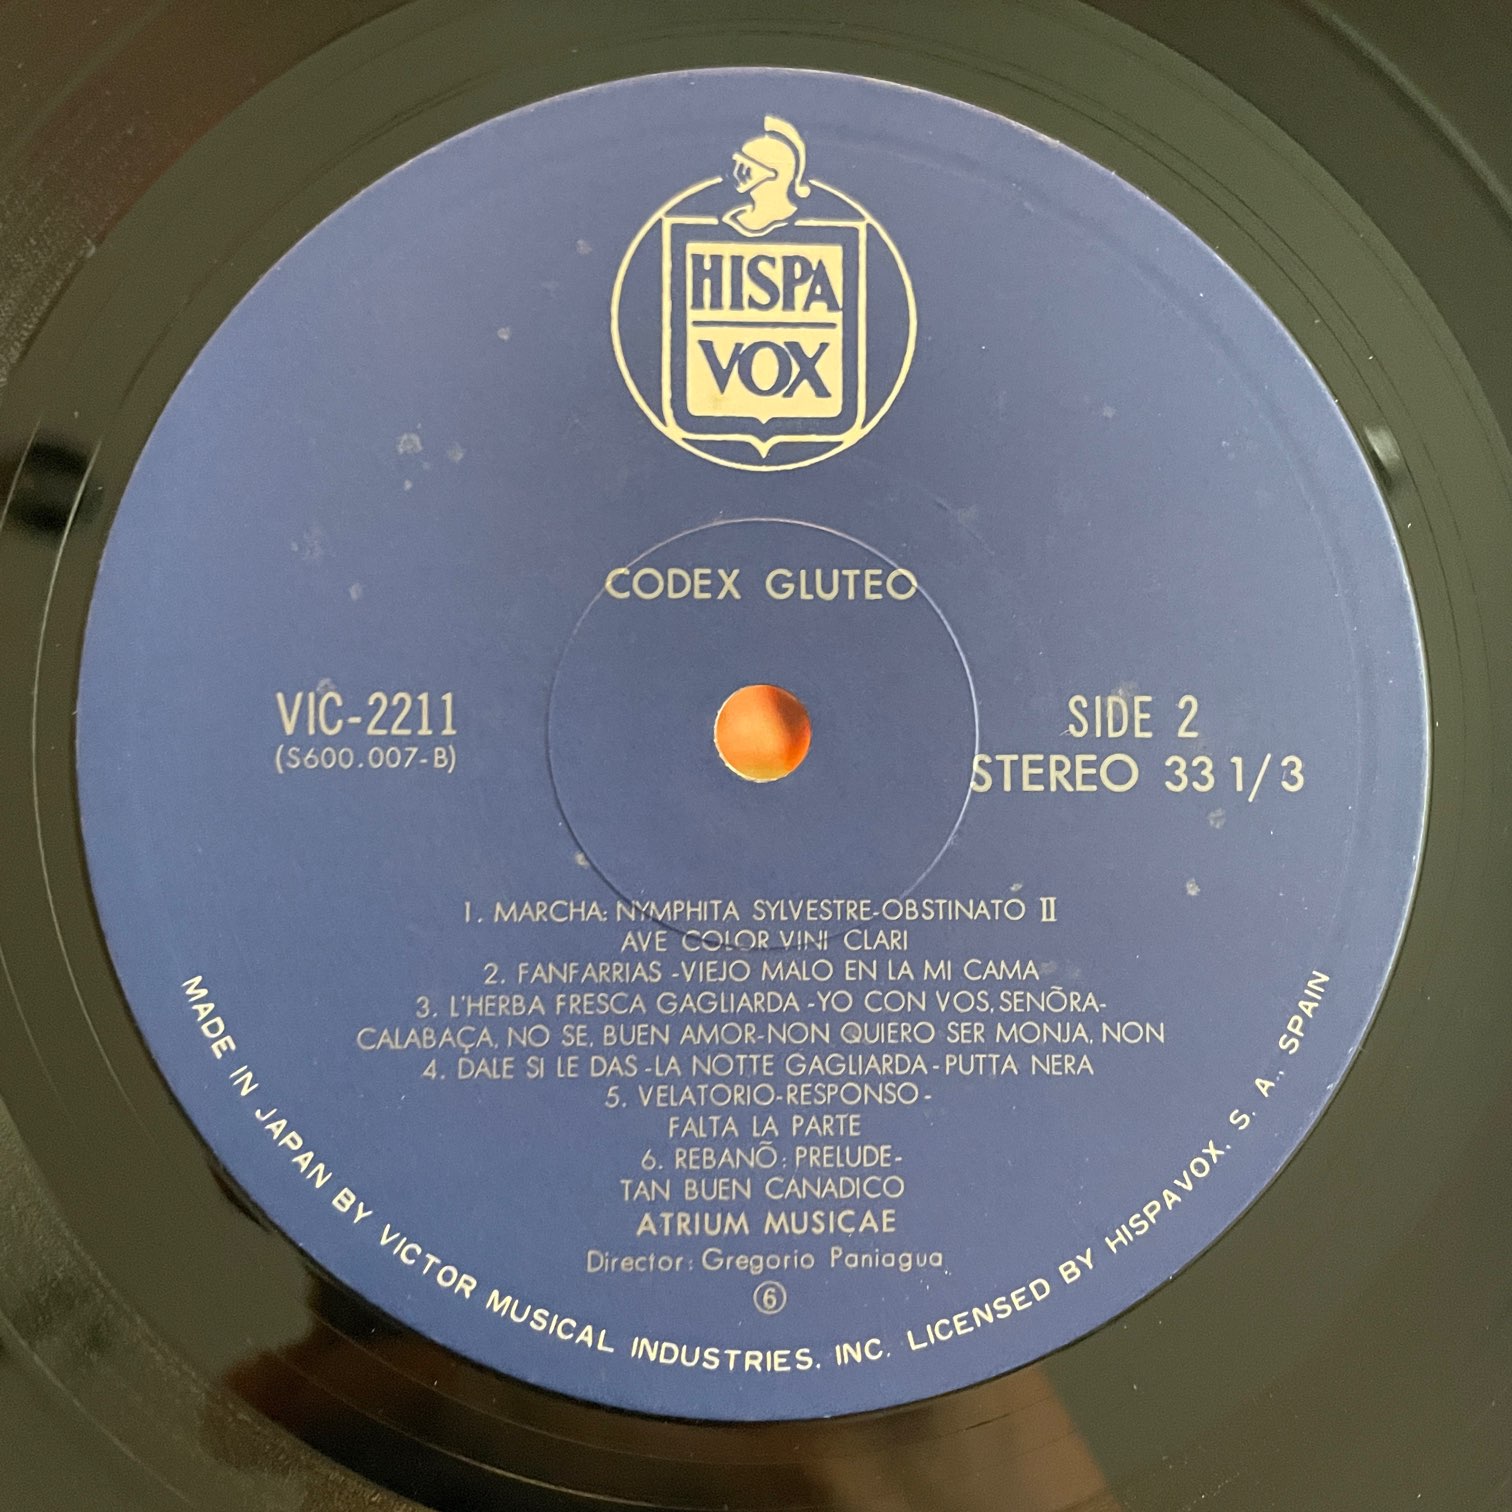 HISPA
VOX
CODEX GLUTEO
VIC-2211
(S600.007-B)
SIDE 2
STEREO 33 1/3
1. MARCHA: NYMPHITA SYLVESTRE-OBSTINATO II
AVE COLOR VINI CLARI
2. FANFARRIAS -VIEJO MALO EN LA MI CAMA
3. L'HERBA FRESCA GAGLIARDA -YO CON VOS, SENÕRA-
CALABAÇA, NO SE, BUEN AMOR-NON QUIERO SER MONJA, NON
4. DALE SI LE DAS -LA NOTTE GAGLIARDA - PUTTA NERA
5. VELATORIO-RESPONSO -
FALTA LA PARTE
6. REBANÕ : PRELUDE-
TAN BUEN CANADICO
ATRIUM MUSICAE
Director: Gregorio Paniagua
⑥
MADE IN JAPAN BY VICTOR MUSICAL INDUSTRIES, INC. LICENSED BY HISPAVOX, S. A., SPAIN